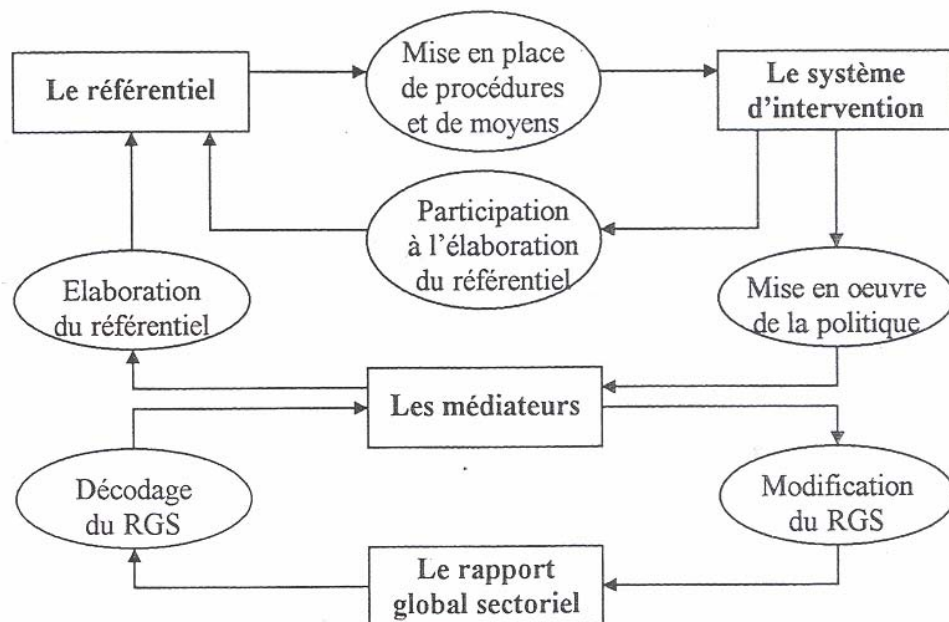 Le référentiel
Mise en place
de procédures
et de moyens
Le système
d'intervention
Participation
à l'élaboration
du référentiel
Elaboration
du référentiel
Mise en oeuvre
de la politique
Les médiateurs
Décodage
du RGS
Modification
du RGS
Le rapport
global sectoriel